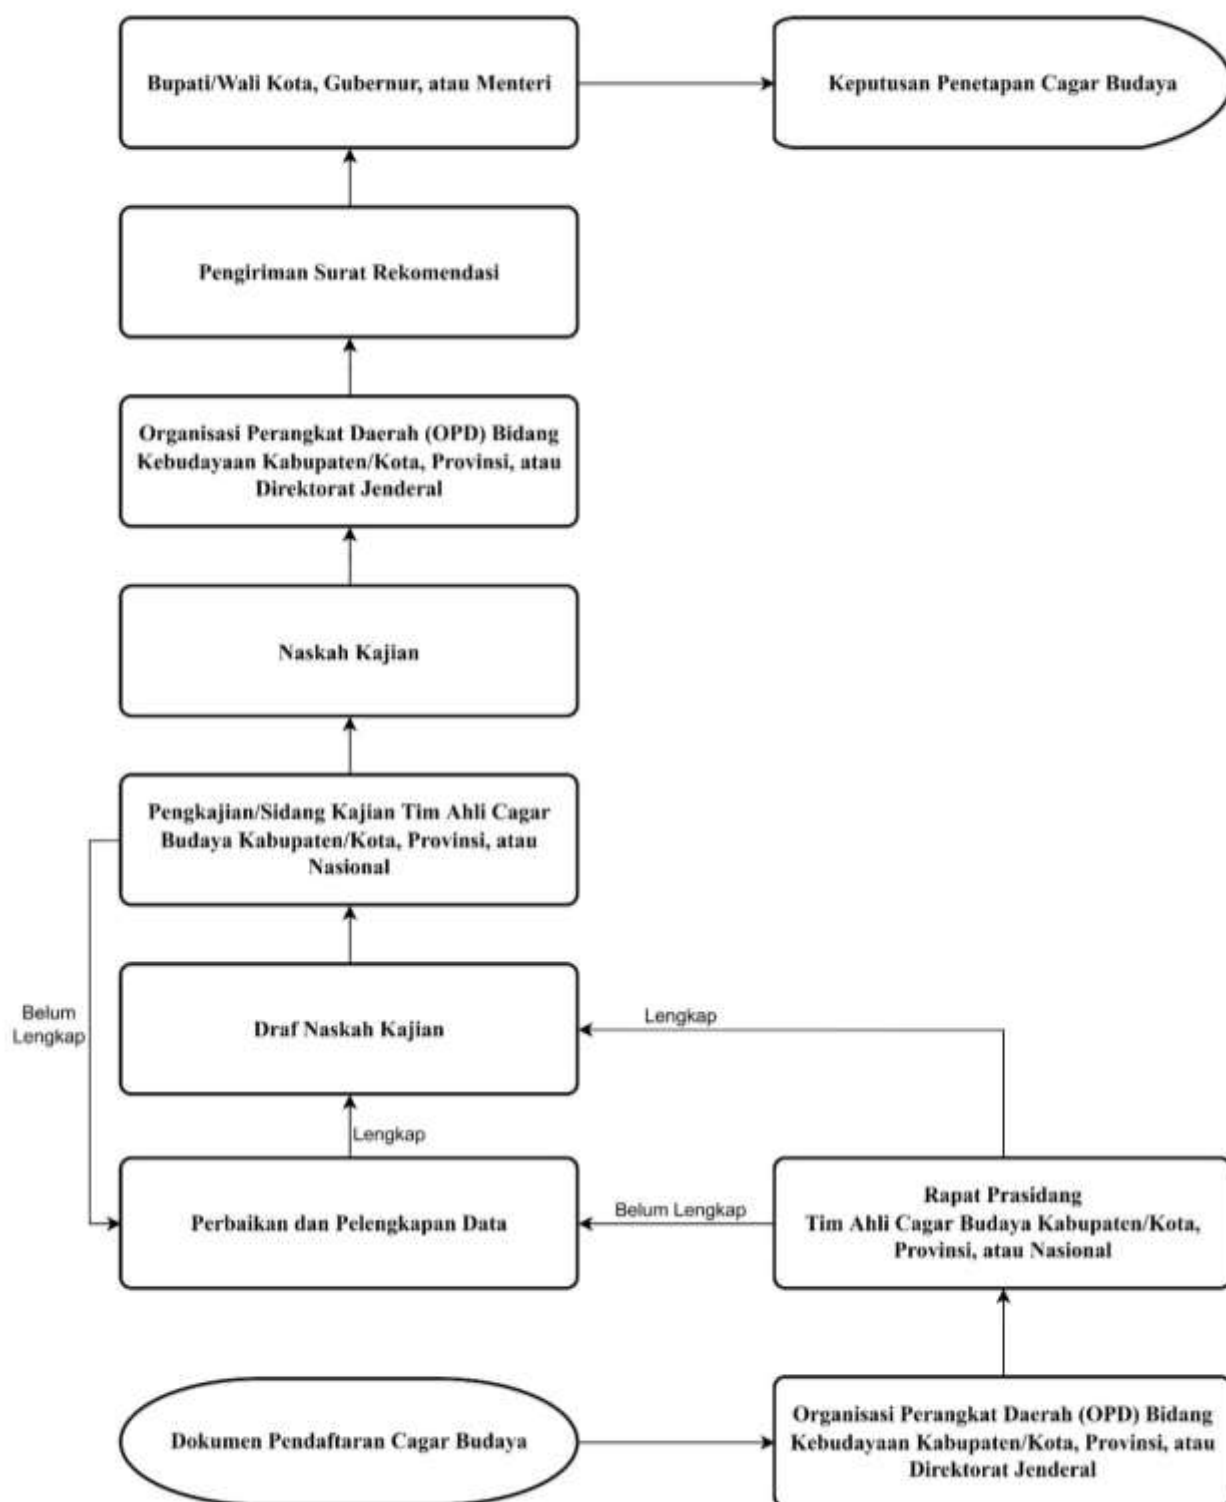 Bupati/Wali Kota, Gubernur, atau Menteri
Keputusan Penetapan Cagar Budaya
Pengiriman Surat Rekomendasi
Organisasi Perangkat Daerah (OPD) Bidang
Kebudayaan Kabupaten/Kota, Provinsi, atau
Direktorat Jenderal
Naskah Kajian
Pengkajian/Sidang Kajian Tim Ahli Cagar
Budaya Kabupaten/Kota, Provinsi, atau
Nasional
Belum
Lengkap
Draf Naskah Kajian
Lengkap
Lengkap
Perbaikan dan Pelengkapan Data
Belum Lengkap
Rapat Prasidang
Tim Ahli Cagar Budaya Kabupaten/Kota,
Provinsi, atau Nasional
Dokumen Pendaftaran Cagar Budaya
Organisasi Perangkat Daerah (OPD) Bidang
Kebudayaan Kabupaten/Kota, Provinsi, atau
Direktorat Jenderal